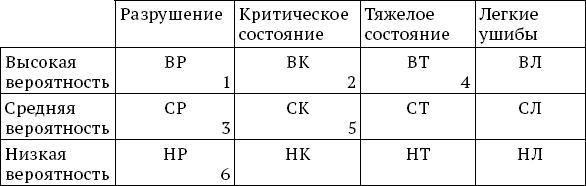 Разрушение Критическое состояние Тяжелое состояние Легкие ушибы
Высокая вероятность ВР 1 ВК 2 ВТ 4 ВЛ
Средняя вероятность СР 3 СК 5 СТ СЛ
Низкая вероятность НР 6 НК НТ НЛ